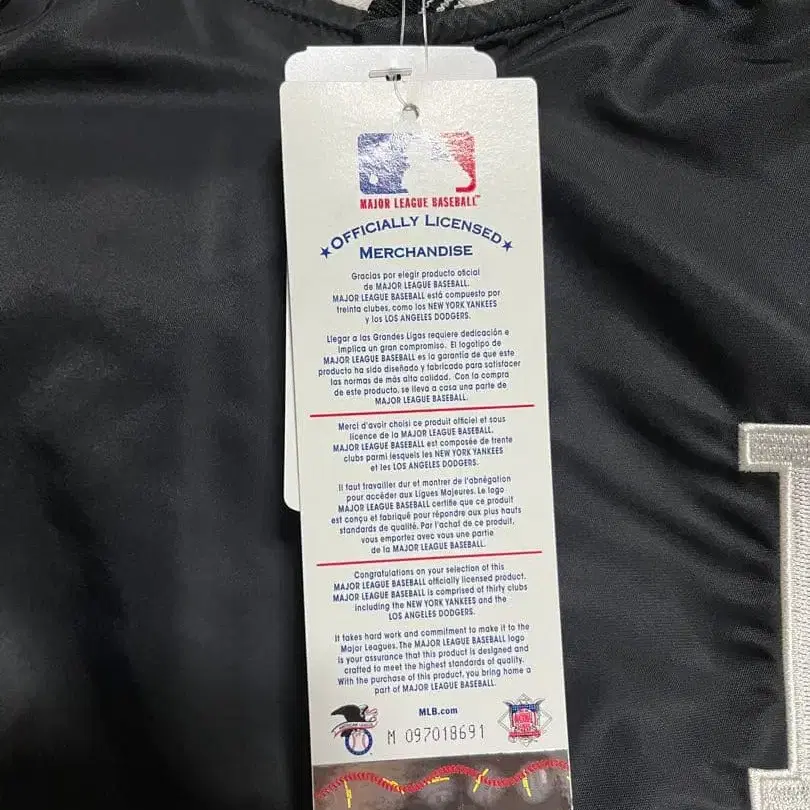 MAJOR LEAGUE BASEBALL™
★OFFICIALLY LICENSED★
MERCHANDISE
Gracias por elegir producto oficial
de MAJOR LEAGUE BASEBALL.
MAJOR LEAGUE BASEBALL está compuesto por
treinta clubes, como los NEW YORK YANKEES
y los LOS ANGELES DODGERS.
Llegar a las Grandes Ligas requiere dedicación e
implica un gran compromiso. El logotipo de
MAJOR LEAGUE BASEBALL es la garantía de que este
producto ha sido diseñado y fabricado para satisfacer
las normas de más alta calidad. Con la compra
de este producto, se lleva a casa una parte de
MAJOR LEAGUE BASEBALL.
Merci d'avoir choisi ce produit officiel et sous
licence de la MAJOR LEAGUE BASEBALL.
MAJOR LEAGUE BASEBALL est composée de trente
clubs parmi lesquels les NEW YORK YANKEES
et les LOS ANGELES DODGERS.
Il faut travailler dur et montrer de l'abnégation
pour accéder aux Ligues Majeures. Le logo
MAJOR LEAGUE BASEBALL certifie que ce produit
est conçu et fabriqué pour répondre aux plus hauts
standards de qualité. Par l'achat de ce produit,
vous emportez avec vous une partie
de la MAJOR LEAGUE BASEBALL.
Congratulations on your selection of this
MAJOR LEAGUE BASEBALL officially licensed product.
MAJOR LEAGUE BASEBALL is comprised of thirty clubs
including the NEW YORK YANKEES and the
LOS ANGELES DODGERS.
It takes hard work and commitment to make it to the
Major Leagues. The MAJOR LEAGUE BASEBALL logo
is your assurance that this product is designed and
crafted to meet the highest standards of quality.
With the purchase of this product, you bring home a
part of MAJOR LEAGUE BASEBALL.
MLB.com
AMERICAN LEAGUE
M 097018691